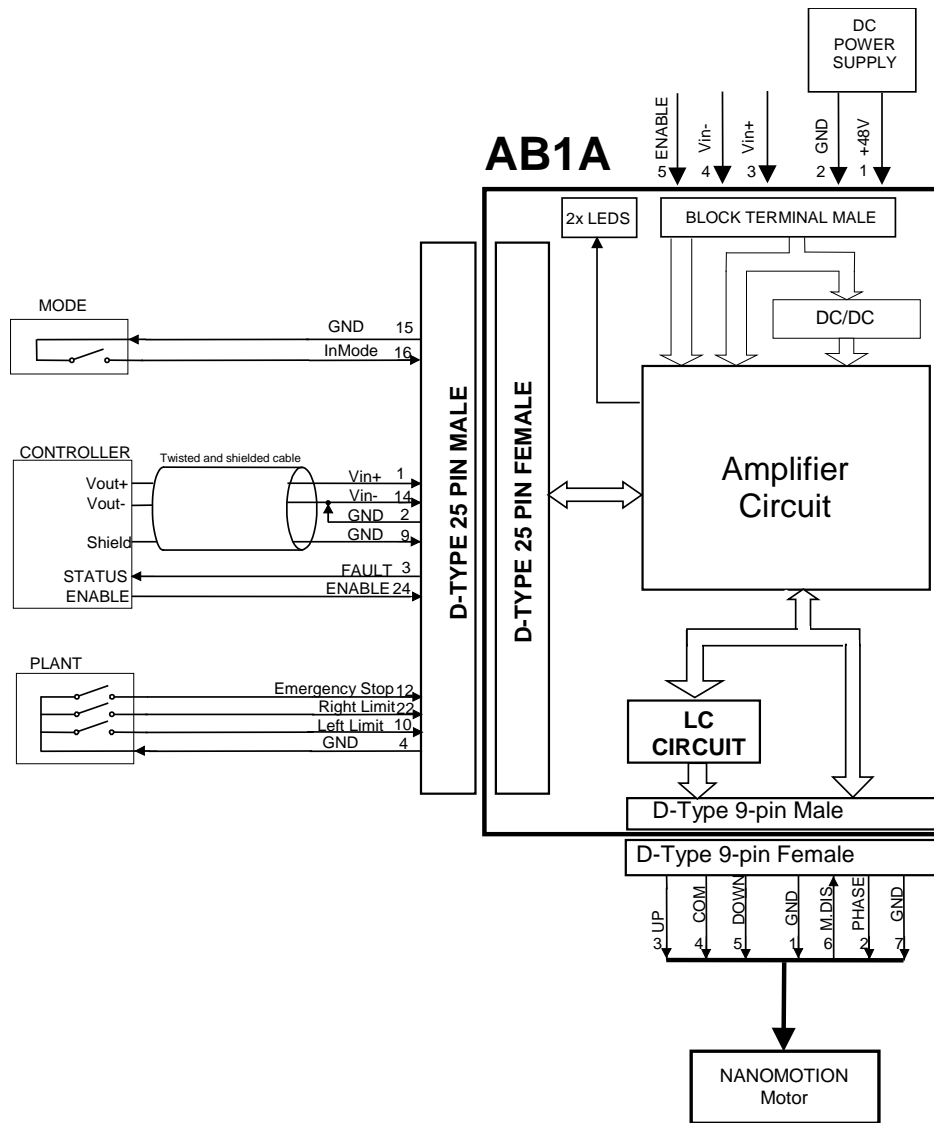 DC
POWER
SUPPLY
ENABLE
Vin-
Vin+
GND
+48V
5
4
3
2
1
AB1A
2x LEDS
BLOCK TERMINAL MALE
DC/DC
MODE
GND 15
InMode 16
D-TYPE 25 PIN MALE
D-TYPE 25 PIN FEMALE
Amplifier
Circuit
CONTROLLER
Twisted and shielded cable
Vout+
Vin+ 1
Vout-
Vin- 14
GND 2
Shield
GND 9
STATUS
FAULT 3
ENABLE
ENABLE 24
PLANT
Emergency Stop 12
Right Limit 22
Left Limit 10
GND 4
LC
CIRCUIT
D-Type 9-pin Male
D-Type 9-pin Female
UP
COM
DOWN
GND
M.DIS
PHASE
GND
3
4
5
1
6
2
7
NANOMOTION
Motor